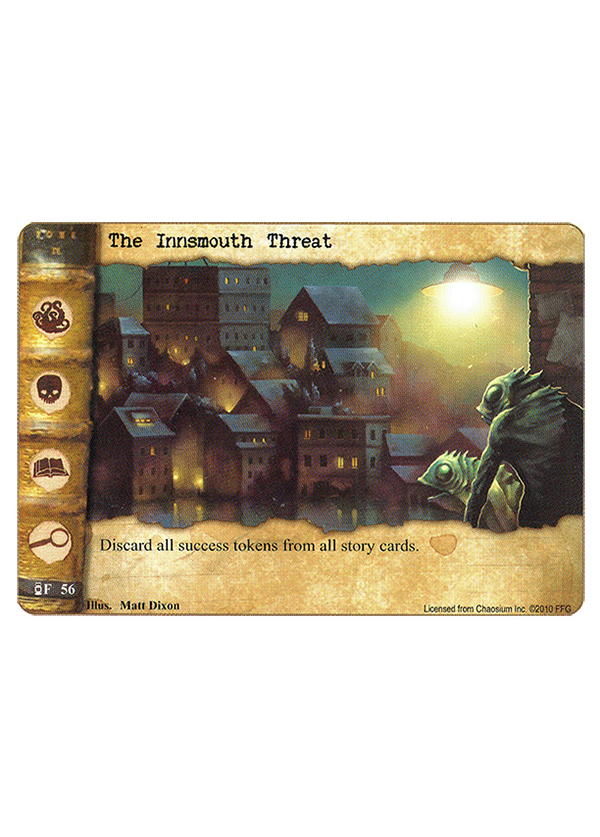 The Innsmouth Threat
Discard all success tokens from all story cards.
F 56
Illus. Matt Dixon
Licensed from Chaosium Inc. ©2010 FFG